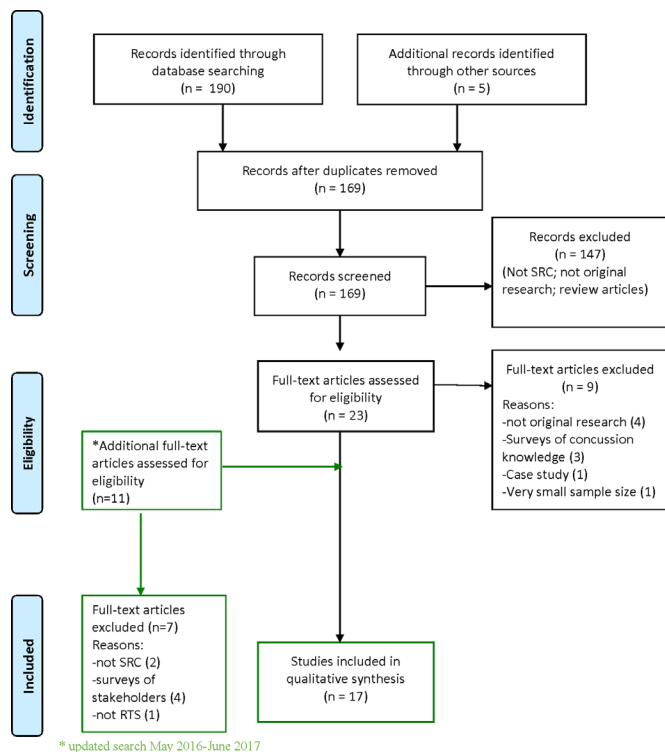 Identification
Records identified through
database searching
(n = 190)
Additional records identified
through other sources
(n = 5)
Screening
Records after duplicates removed
(n = 169)
Records screened
(n = 169)
Records excluded
(n = 147)
(Not SRC; not original
research; review articles)
Eligibility
Full-text articles assessed
for eligibility
(n = 23)
Full-text articles excluded
(n = 9)
Reasons:
-not original research (4)
-Surveys of concussion
knowledge (3)
-Case study (1)
-Very small sample size (1)
*Additional full-text
articles assessed for
eligibility
(n=11)
Included
Full-text articles
excluded (n=7)
Reasons:
-not SRC (2)
-surveys of
stakeholders (4)
-not RTS (1)
Studies included in
qualitative synthesis
(n = 17)
* updated search May 2016-June 2017